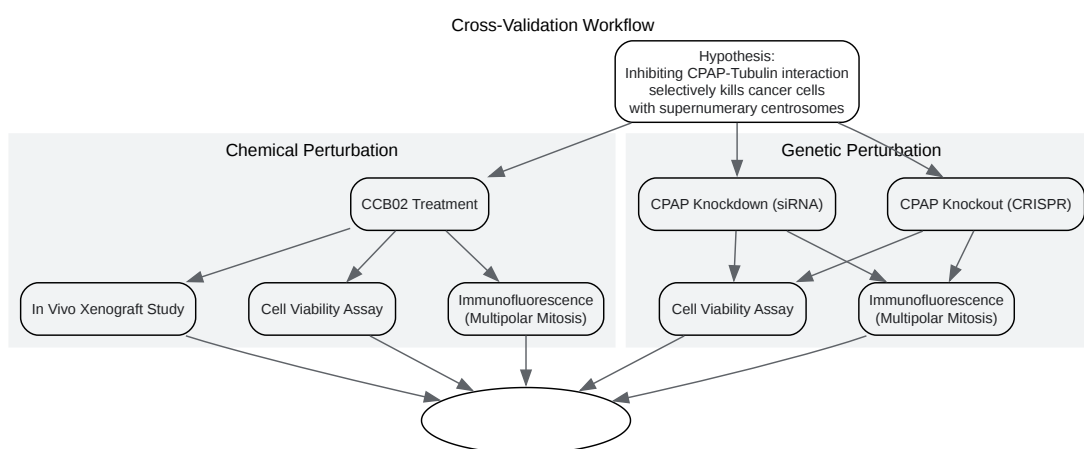 Cross-Validation Workflow
Hypothesis:
Inhibiting CPAP-Tubulin interaction
selectively kills cancer cells
with supernumerary centrosomes
Chemical Perturbation
Genetic Perturbation
CCB02 Treatment
CPAP Knockdown (siRNA)
CPAP Knockout (CRISPR)
In Vivo Xenograft Study
Cell Viability Assay
Immunofluorescence
(Multipolar Mitosis)
Cell Viability Assay
Immunofluorescence
(Multipolar Mitosis)